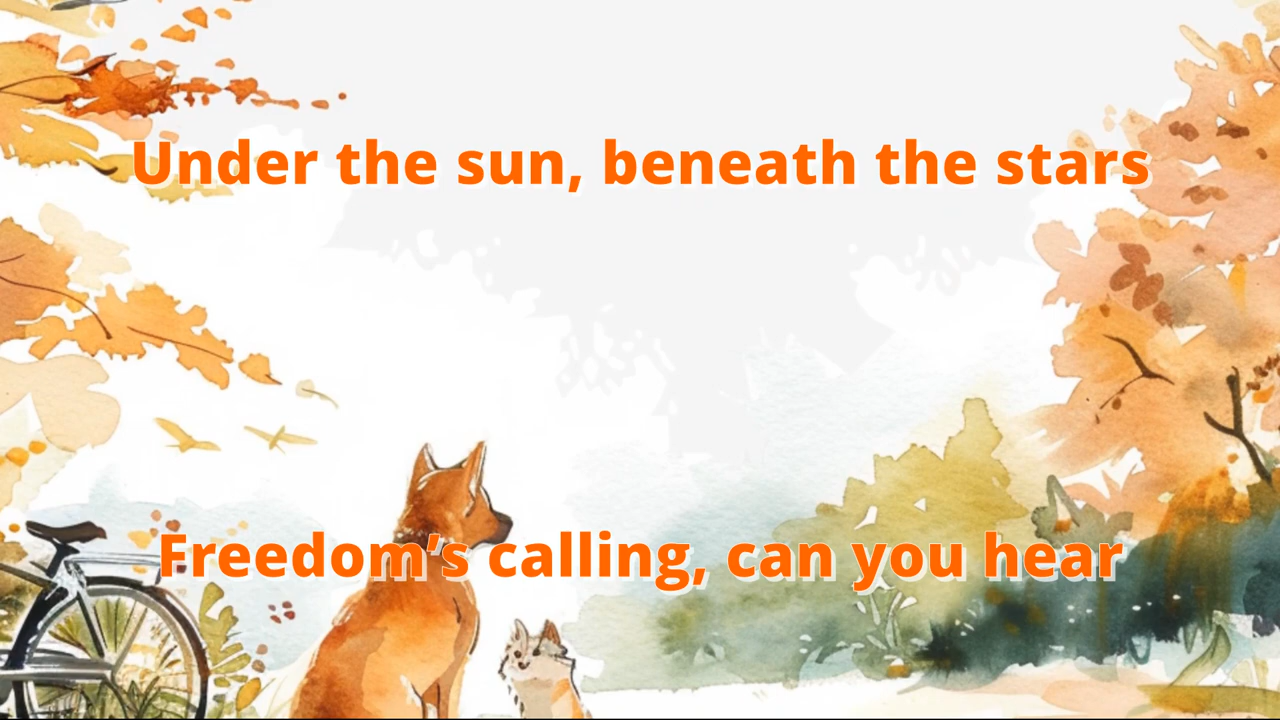 Under the sun, beneath the stars
Freedom’s calling, can you hear